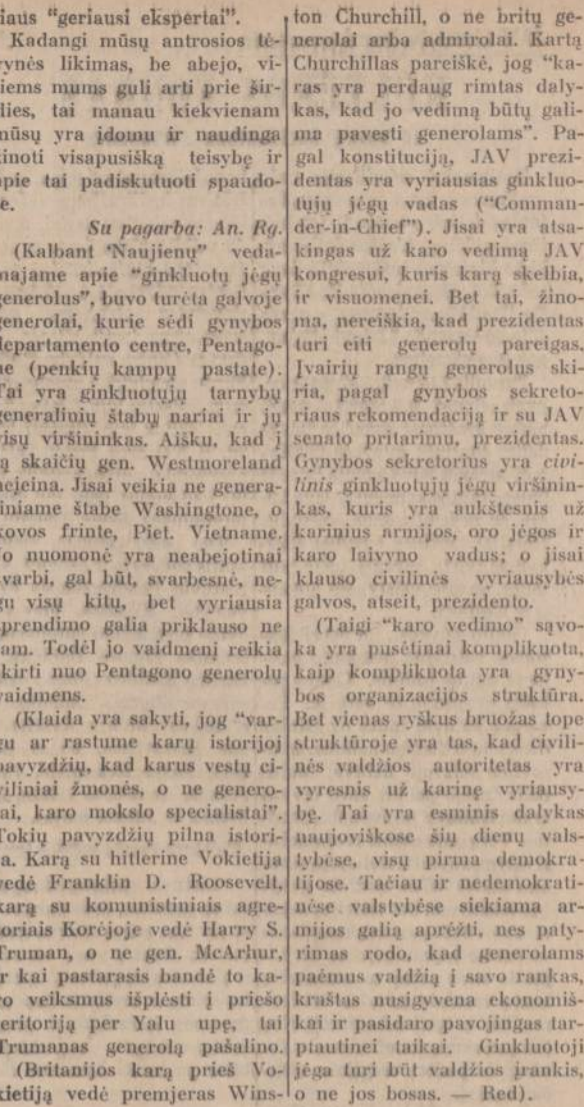 iaus "geriausi ekspertai".
Kadangi mūsų antrosios tė-
vynės likimas, be abejo, vi-
siems mums guli arti prie šir-
dies, tai manau kiekvienam
mūsų yra įdomu ir naudinga
žinoti visapusišką teisybę ir
apie tai padiskutuoti spaudo-
je.
Su pagarba: An. Rg.
(Kalbant "Naujienų" veda-
majame apie "ginkluotų jėgų
generolus", buvo turėta galvoje
generolai, kurie sėdi gynybos
departamento centre, Pentago-
ne (penkių kampų pastate).
Tai yra ginkluotųjų tarnybų
generalinių štabų nariai ir jų
visų viršininkas. Aišku, kad į
tą skaičių gen. Westmoreland
neįeina. Jisai veikia ne genera-
liniame štabe Washingtone, o
kovos frinte, Piet. Vietname.
Jo nuomonė yra neabejotinai
svarbi, gal būt, svarbesnė, ne-
gu visų kitų, bet vyriausia
sprendimo galia priklauso ne
jam. Todėl jo vaidmenį reikia
skirti nuo Pentagono generolų
vaidmens.
(Klaida yra sakyti, jog "var-
gu ar rastume karų istorijoj
pavyzdžių, kad karus vestų ci-
viliniai žmonės, o ne genero-
lai, karo mokslo specialistai".
Tokių pavyzdžių pilna istori-
ja. Karą su hitlerine Vokietija
vedė Franklin D. Roosevelt,
karą su komunistiniais agre-
soriais Korėjoje vedė Harry S.
Truman, o ne gen. McArhur,
ir kai pastarasis bandė to ka-
ro veiksmus išplėsti į priešo
teritoriją per Yalu upę, tai
Trumanas generolą pašalino.
(Britanijos karą prieš Vo-
kietiją vedė premjeras Wins-
ton Churchill, o ne britų ge-
nerolai arba admirolai. Kartą
Churchillas pareiškė, jog "ka-
ras yra perdaug rimtas daly-
kas, kad jo vedimą būtų gali-
ma pavesti generolams". Pa-
gal konstituciją, JAV prezi-
dentas yra vyriausias ginkluo-
tųjų jėgų vadas ("Comman-
der-in-Chief"). Jisai yra atsa-
kingas už karo vedimą JAV
kongresui, kuris karą skelbia,
ir visuomenei. Bet tai, žino-
ma, nereiškia, kad prezidentas
turi eiti generolų pareigas.
Įvairių rangų generolus ski-
ria, pagal gynybos sekreto-
riaus rekomendaciją ir su JAV
senato pritarimu, prezidentas.
Gynybos sekretorius yra civi-
linis ginkluotųjų jėgų viršinin-
kas, kuris yra aukštesnis už
karinius armijos, oro jėgos ir
karo laivyno vadus; o jisai
klauso civilinės vyriausybės
galvos, atseit, prezidento.
(Taigi "karo vedimo" sąvo-
ka yra pusėtinai komplikuota,
kaip komplikuota yra gyny-
bos organizacijos struktūra.
Bet vienas ryškus bruožas tope
struktūroje yra tas, kad civili-
nės valdžios autoritetas yra
vyresnis už karinę vyriausy-
bę. Tai yra esminis dalykas
naujoviškose šių dienų vals-
tybėse, visų pirma demokra-
tijose. Tačiau ir nedemokrati-
nėse valstybėse siekiama ar-
mijos galią aprėžti, nes paty-
rimas rodo, kad generolams
paėmus valdžią į savo rankas,
kraštas nusigyvena ekonomiš-
kai ir pasidaro pavojingas tar-
ptautinei taikai. Ginkluotoji
jėga turi būt valdžios įrankis,
o ne jos bosas. — Red).